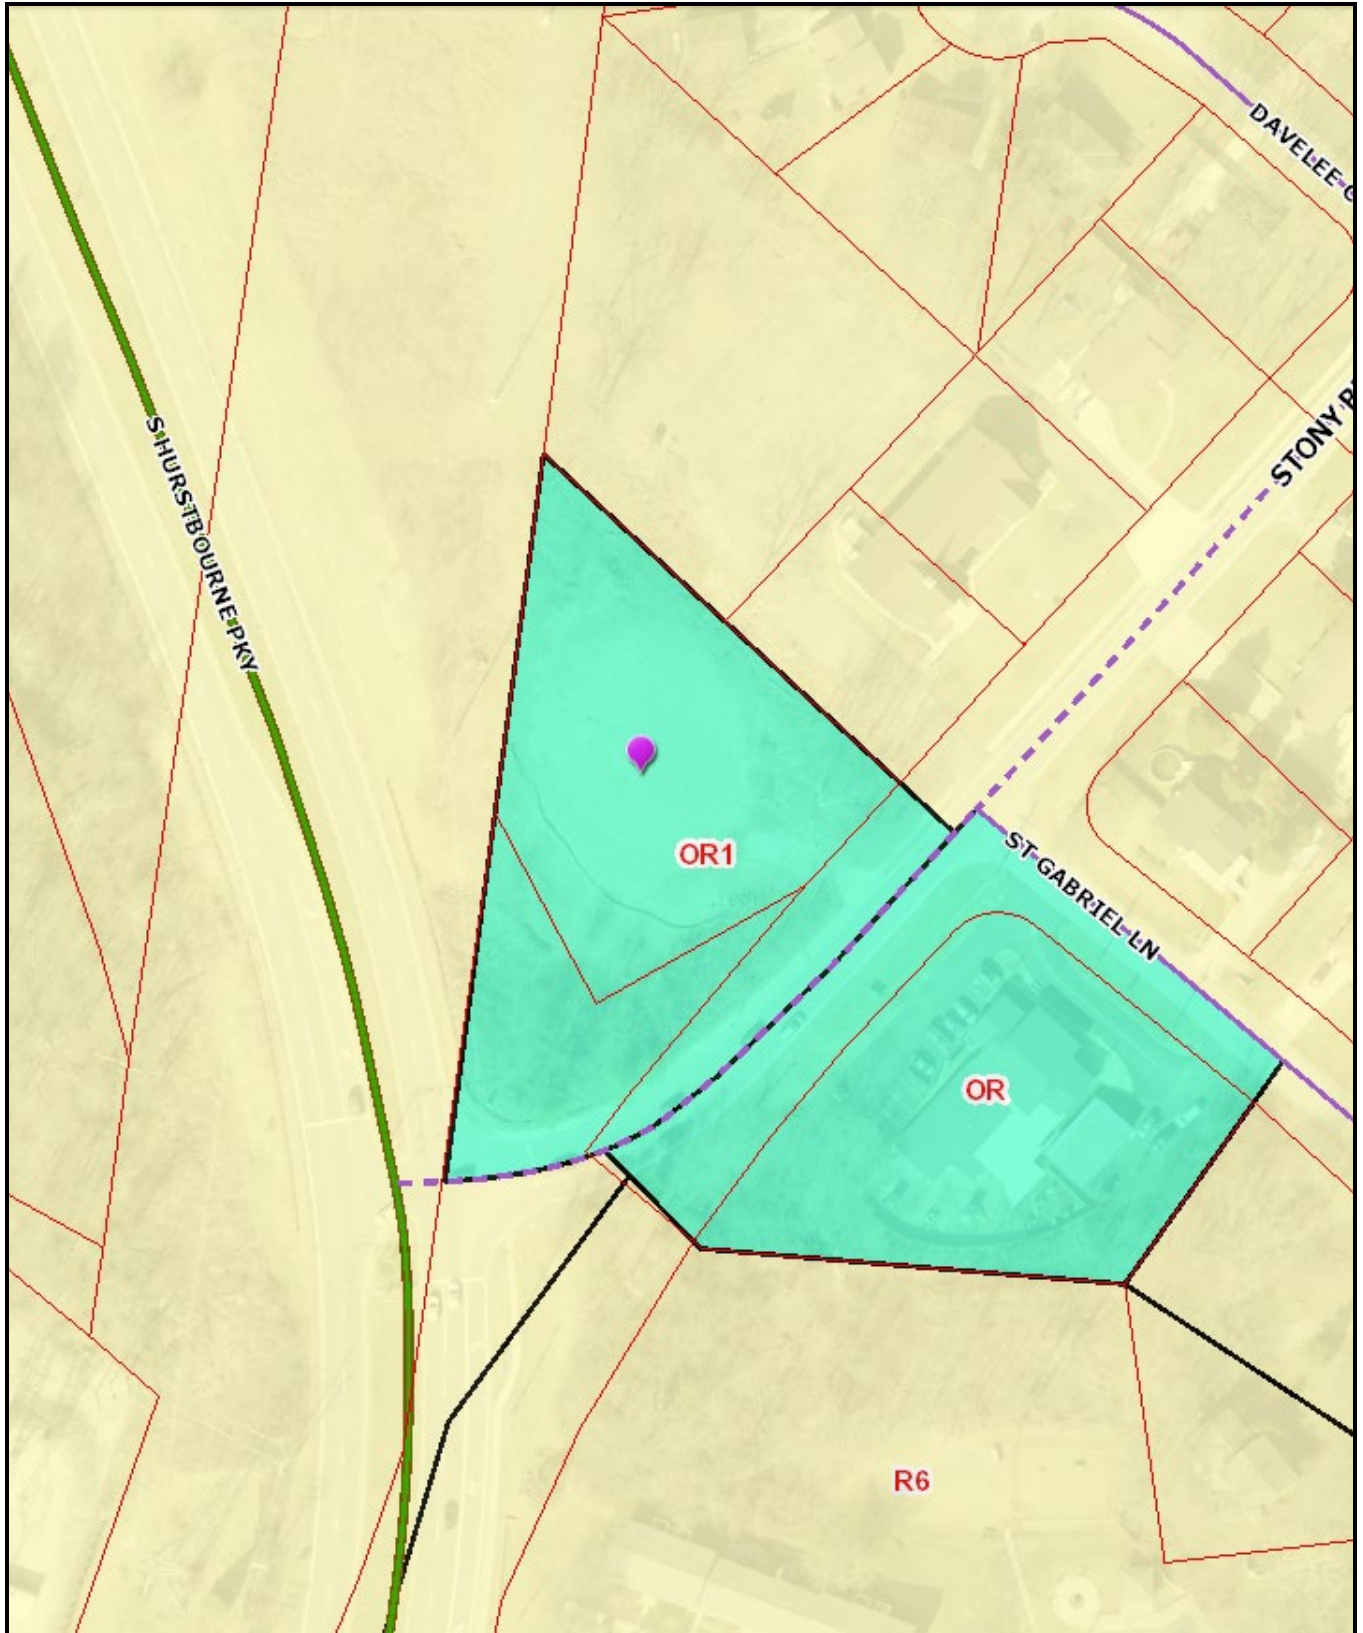 DAVELEE
STONY
S HURSTBOURNE PKY
OR1
ST GABRIEL LN
OR
R6